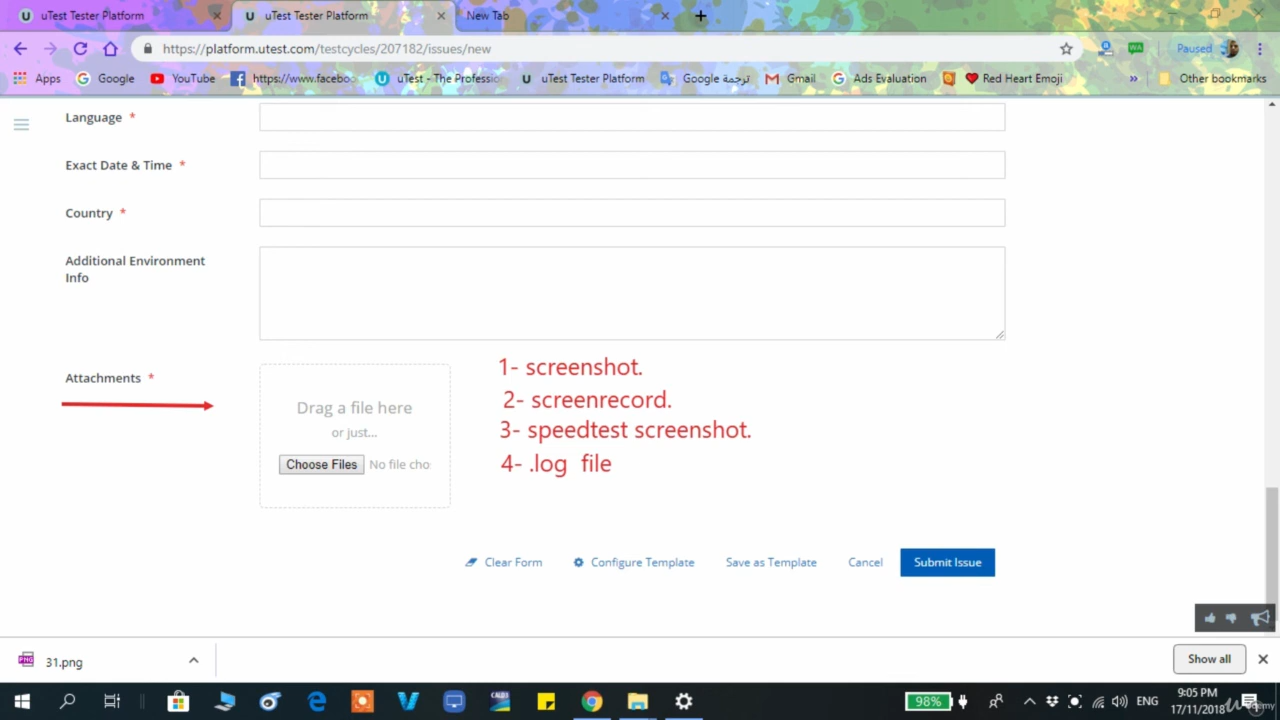 uTest Tester Platform
uTest Tester Platform
New Tab
https://platform.utest.com/testcycles/207182/issues/new
Paused
Apps
Google
YouTube
https://www.faceboo
uTest - The Professio
uTest Tester Platform
Google ترجمة
Gmail
Ads Evaluation
Red Heart Emoji
»
Other bookmarks
Language *
Exact Date & Time *
Country *
Additional Environment
Info
Attachments *
Drag a file here
or just...
Choose Files No file cho
1- screenshot.
2- screenrecord.
3- speedtest screenshot.
4- .log file
Clear Form
Configure Template
Save as Template
Cancel
Submit Issue
31.png
Show all
98%
ENG
9:05 PM
17/11/2018